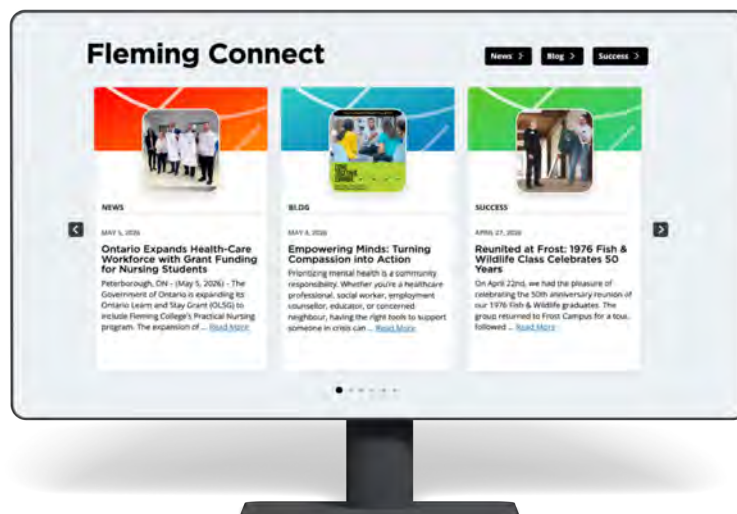 Fleming Connect
News >
Blog >
Success >
NEWS
MAY 5, 2026
Ontario Expands Health-Care
Workforce with Grant Funding
for Nursing Students
Peterborough, ON – (May 5, 2026) - The
Government of Ontario is expanding its
Ontario Learn and Stay Grant (OLSG) to
include Fleming College's Practical Nursing
program. The expansion of ... Read More
BLOG
MAY 4, 2026
Empowering Minds: Turning
Compassion into Action
Prioritizing mental health is a community
responsibility. Whether you're a healthcare
professional, social worker, employment
counsellor, educator, or concerned
neighbour, having the right tools to support
someone in crisis can ... Read More
SUCCESS
APRIL 27, 2026
Reunited at Frost: 1976 Fish &
Wildlife Class Celebrates 50
Years
On April 22nd, we had the pleasure of
celebrating the 50th anniversary reunion of
our 1976 Fish & Wildlife graduates. The
group returned to Frost Campus for a tour,
followed ... Read More